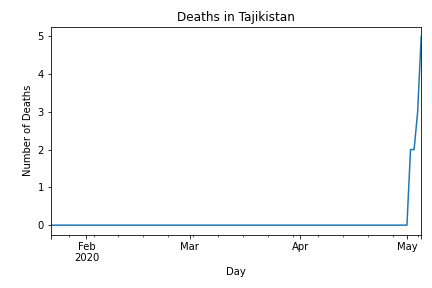 Deaths in Tajikistan
5
4
3
2
1
0
Number of Deaths
Feb
2020
Mar
Apr
May
Day